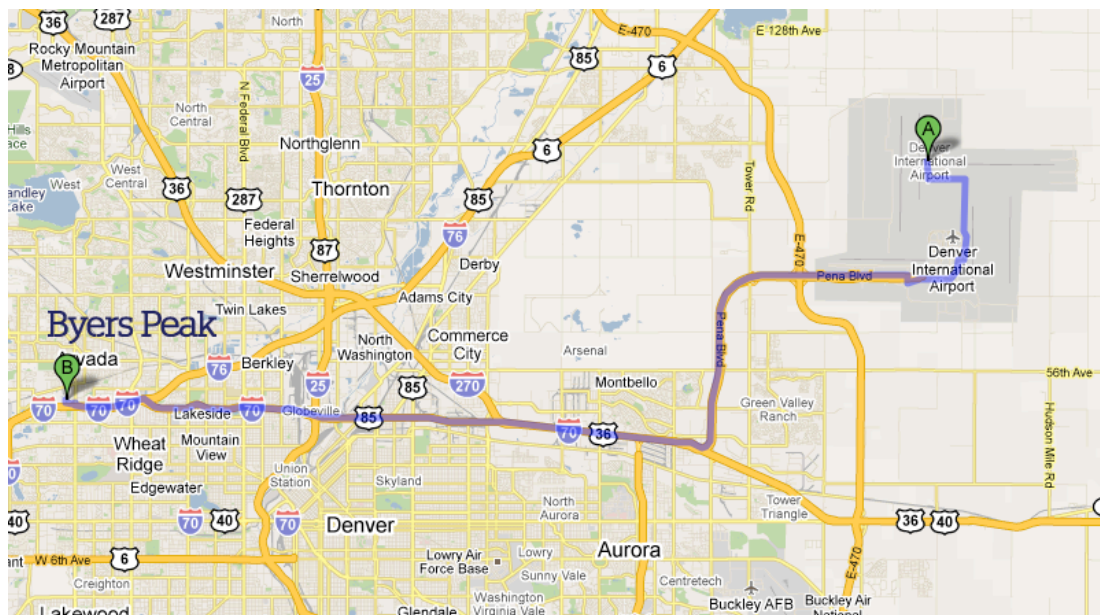 36
287
North
E-470
E 128th Ave
85
6
Rocky Mountain
Metropolitan
Airport
25
North
Central
N Federal Blvd
Northglenn
6
A
Denver
International
Airport
West
Central
West
36
287
Thornton
85
Tower Rd
Lake
Federal
Heights
87
76
E-470
Denver
International
Airport
Westminster
Sherrelwood
Derby
Pena Blvd
Adams City
Twin Lakes
Byers Peak
North
Washington
Commerce
City
Pena Blvd
Arsenal
B
76
Berkley
25
85
270
Montbello
56th Ave
70
70
70
Lakeside
70
Globeville
85
70
36
Green Valley
Ranch
Hudson Mile Rd
Wheat
Ridge
Mountain
View
Union
Station
Skyland
Edgewater
North
Aurora
Tower
Triangle
40
70
40
70
Denver
36
40
W 6th Ave
6
Lowry Air
Force Base
Lowry
Aurora
E-470
Creighton
Sunny Vale
Centretech
Washington
Virginia Vale
Buckley AFB
Buckley Air
National
Lakewood
Glendale